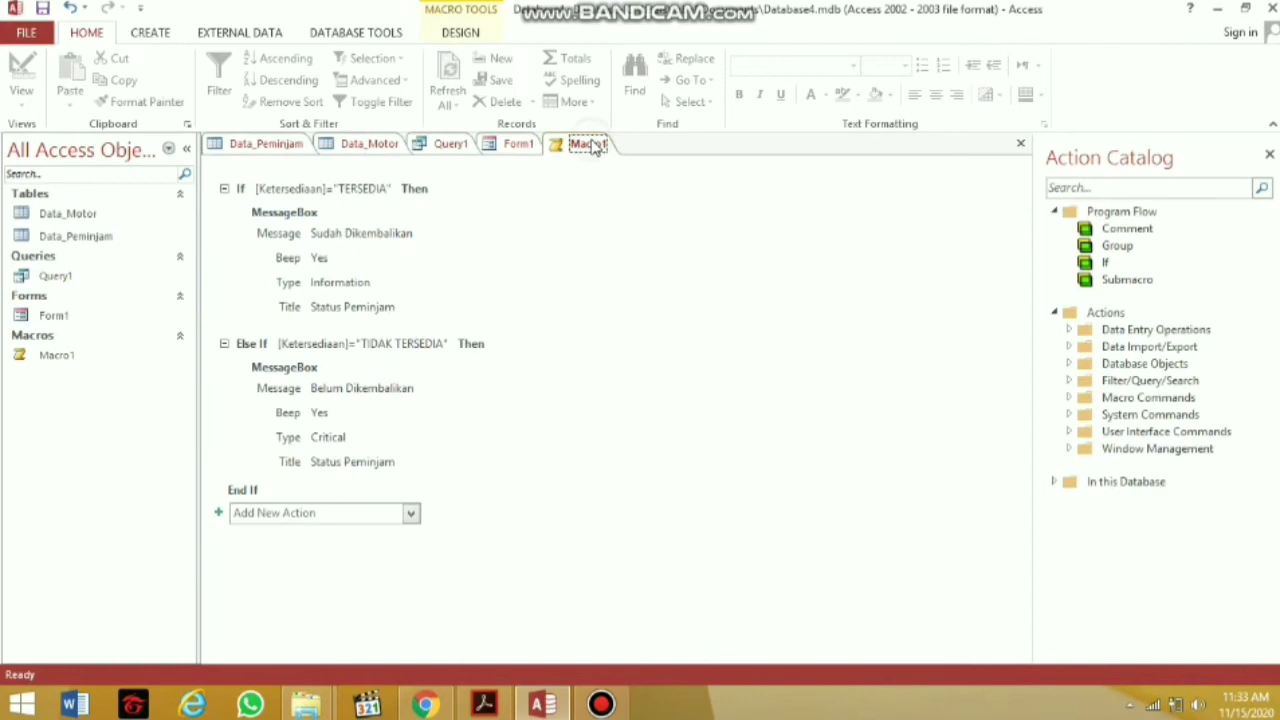 MACRO TOOLS
www.BANDICAM.com
\Database4.mdb (Access 2002 - 2003 file format) - Access
FILE HOME CREATE EXTERNAL DATA DATABASE TOOLS DESIGN Sign in
View Paste Cut Copy Format Painter
Filter Ascending Descending Remove Sort Selection Advanced Toggle Filter
Refresh All New Save Delete Totals Spelling More
Find Replace Go To Select
B I U A
Views Clipboard Sort & Filter Records Find Text Formatting
All Access Obje...
Search..
Tables
Data_Motor
Data_Peminjam
Queries
Query1
Forms
Form1
Macros
Macro1
Data_Peminjam Data_Motor Query1 Form1 Macro1
If [Ketersediaan]="TERSEDIA" Then
MessageBox
Message Sudah Dikembalikan
Beep Yes
Type Information
Title Status Peminjam
Else If [Ketersediaan]="TIDAK TERSEDIA" Then
MessageBox
Message Belum Dikembalikan
Beep Yes
Type Critical
Title Status Peminjam
End If
Add New Action
Action Catalog
Search...
Program Flow
Comment
Group
If
Submacro
Actions
Data Entry Operations
Data Import/Export
Database Objects
Filter/Query/Search
Macro Commands
System Commands
User Interface Commands
Window Management
In this Database
Ready
321
11:33 AM
11/15/2020